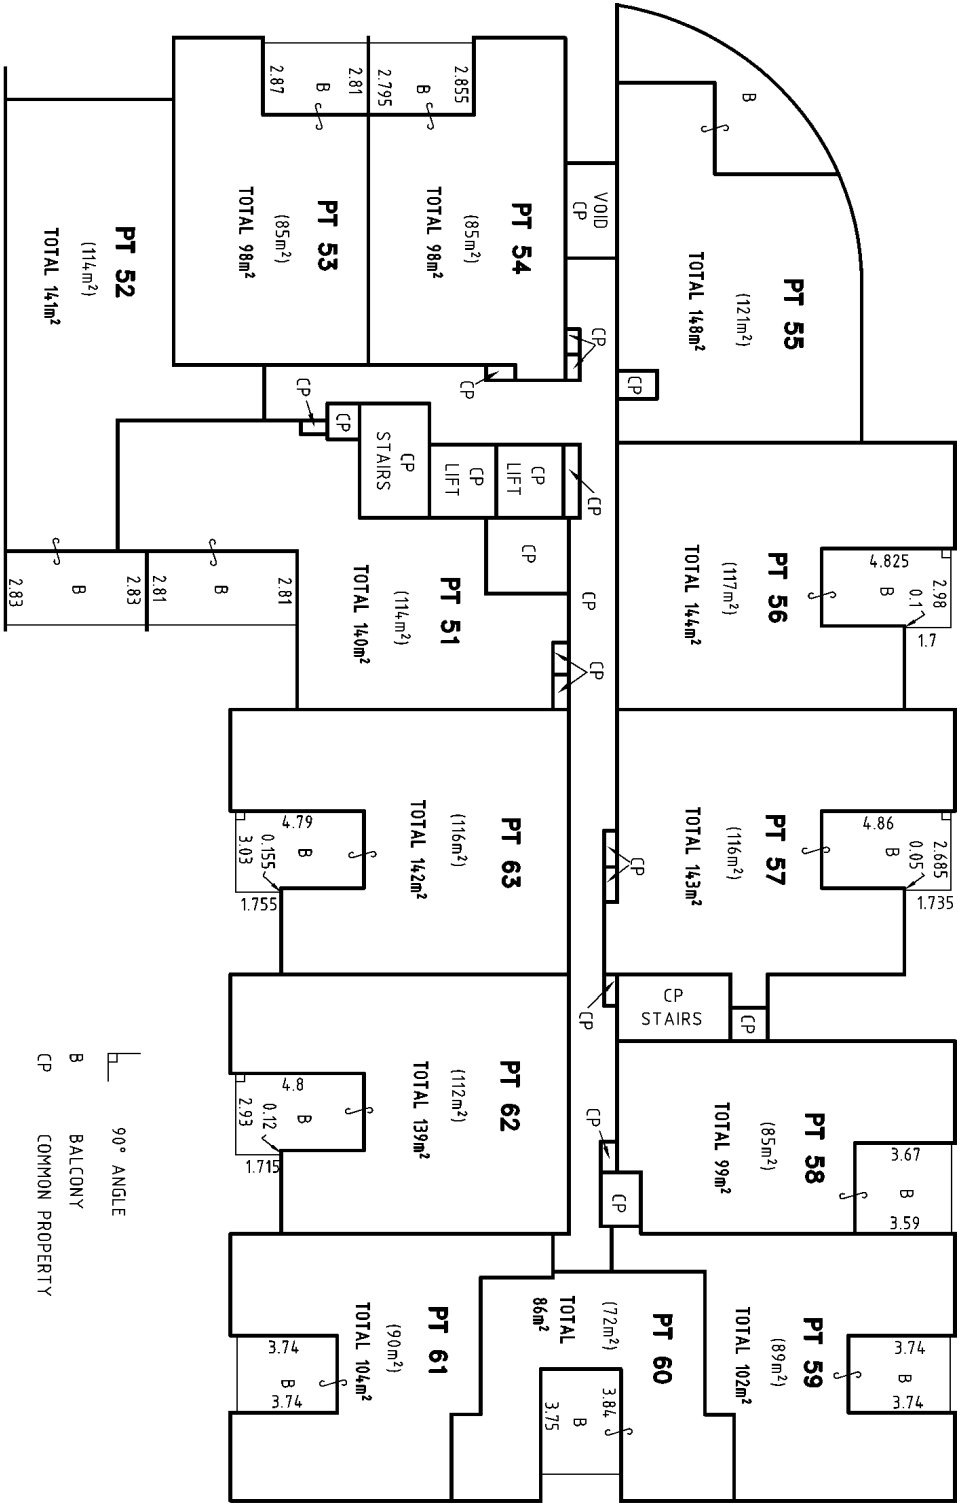 B
PT 55
(121m²)
TOTAL 148m²
CP
VOID
CP
2.855
B
2.795
PT 54
(85m²)
TOTAL 98m²
CP
CP
2.81
B
2.87
PT 53
(85m²)
TOTAL 98m²
PT 52
(114m²)
TOTAL 141m²
2.83
B
2.83
CP
CP
CP
STAIRS
CP
LIFT
CP
LIFT
CP
CP
CP
PT 51
(114m²)
TOTAL 140m²
2.81
B
2.81
CP
PT 56
(117m²)
TOTAL 144m²
4.825
B
2.98
0.1
1.7
PT 57
(116m²)
TOTAL 143m²
4.86
B
2.685
0.05
1.735
CP
PT 63
(116m²)
TOTAL 142m²
4.79
B
0.155
3.03
1.755
CP
CP
STAIRS
CP
PT 62
(112m²)
TOTAL 139m²
4.8
B
0.12
2.93
1.715
PT 58
(85m²)
TOTAL 99m²
3.67
B
3.59
CP
CP
PT 59
(89m²)
TOTAL 102m²
3.74
B
3.74
PT 60
(72m²)
TOTAL
86m²
3.84
B
3.75
PT 61
(90m²)
TOTAL 104m²
3.74
B
3.74
90° ANGLE
B BALCONY
CP COMMON PROPERTY